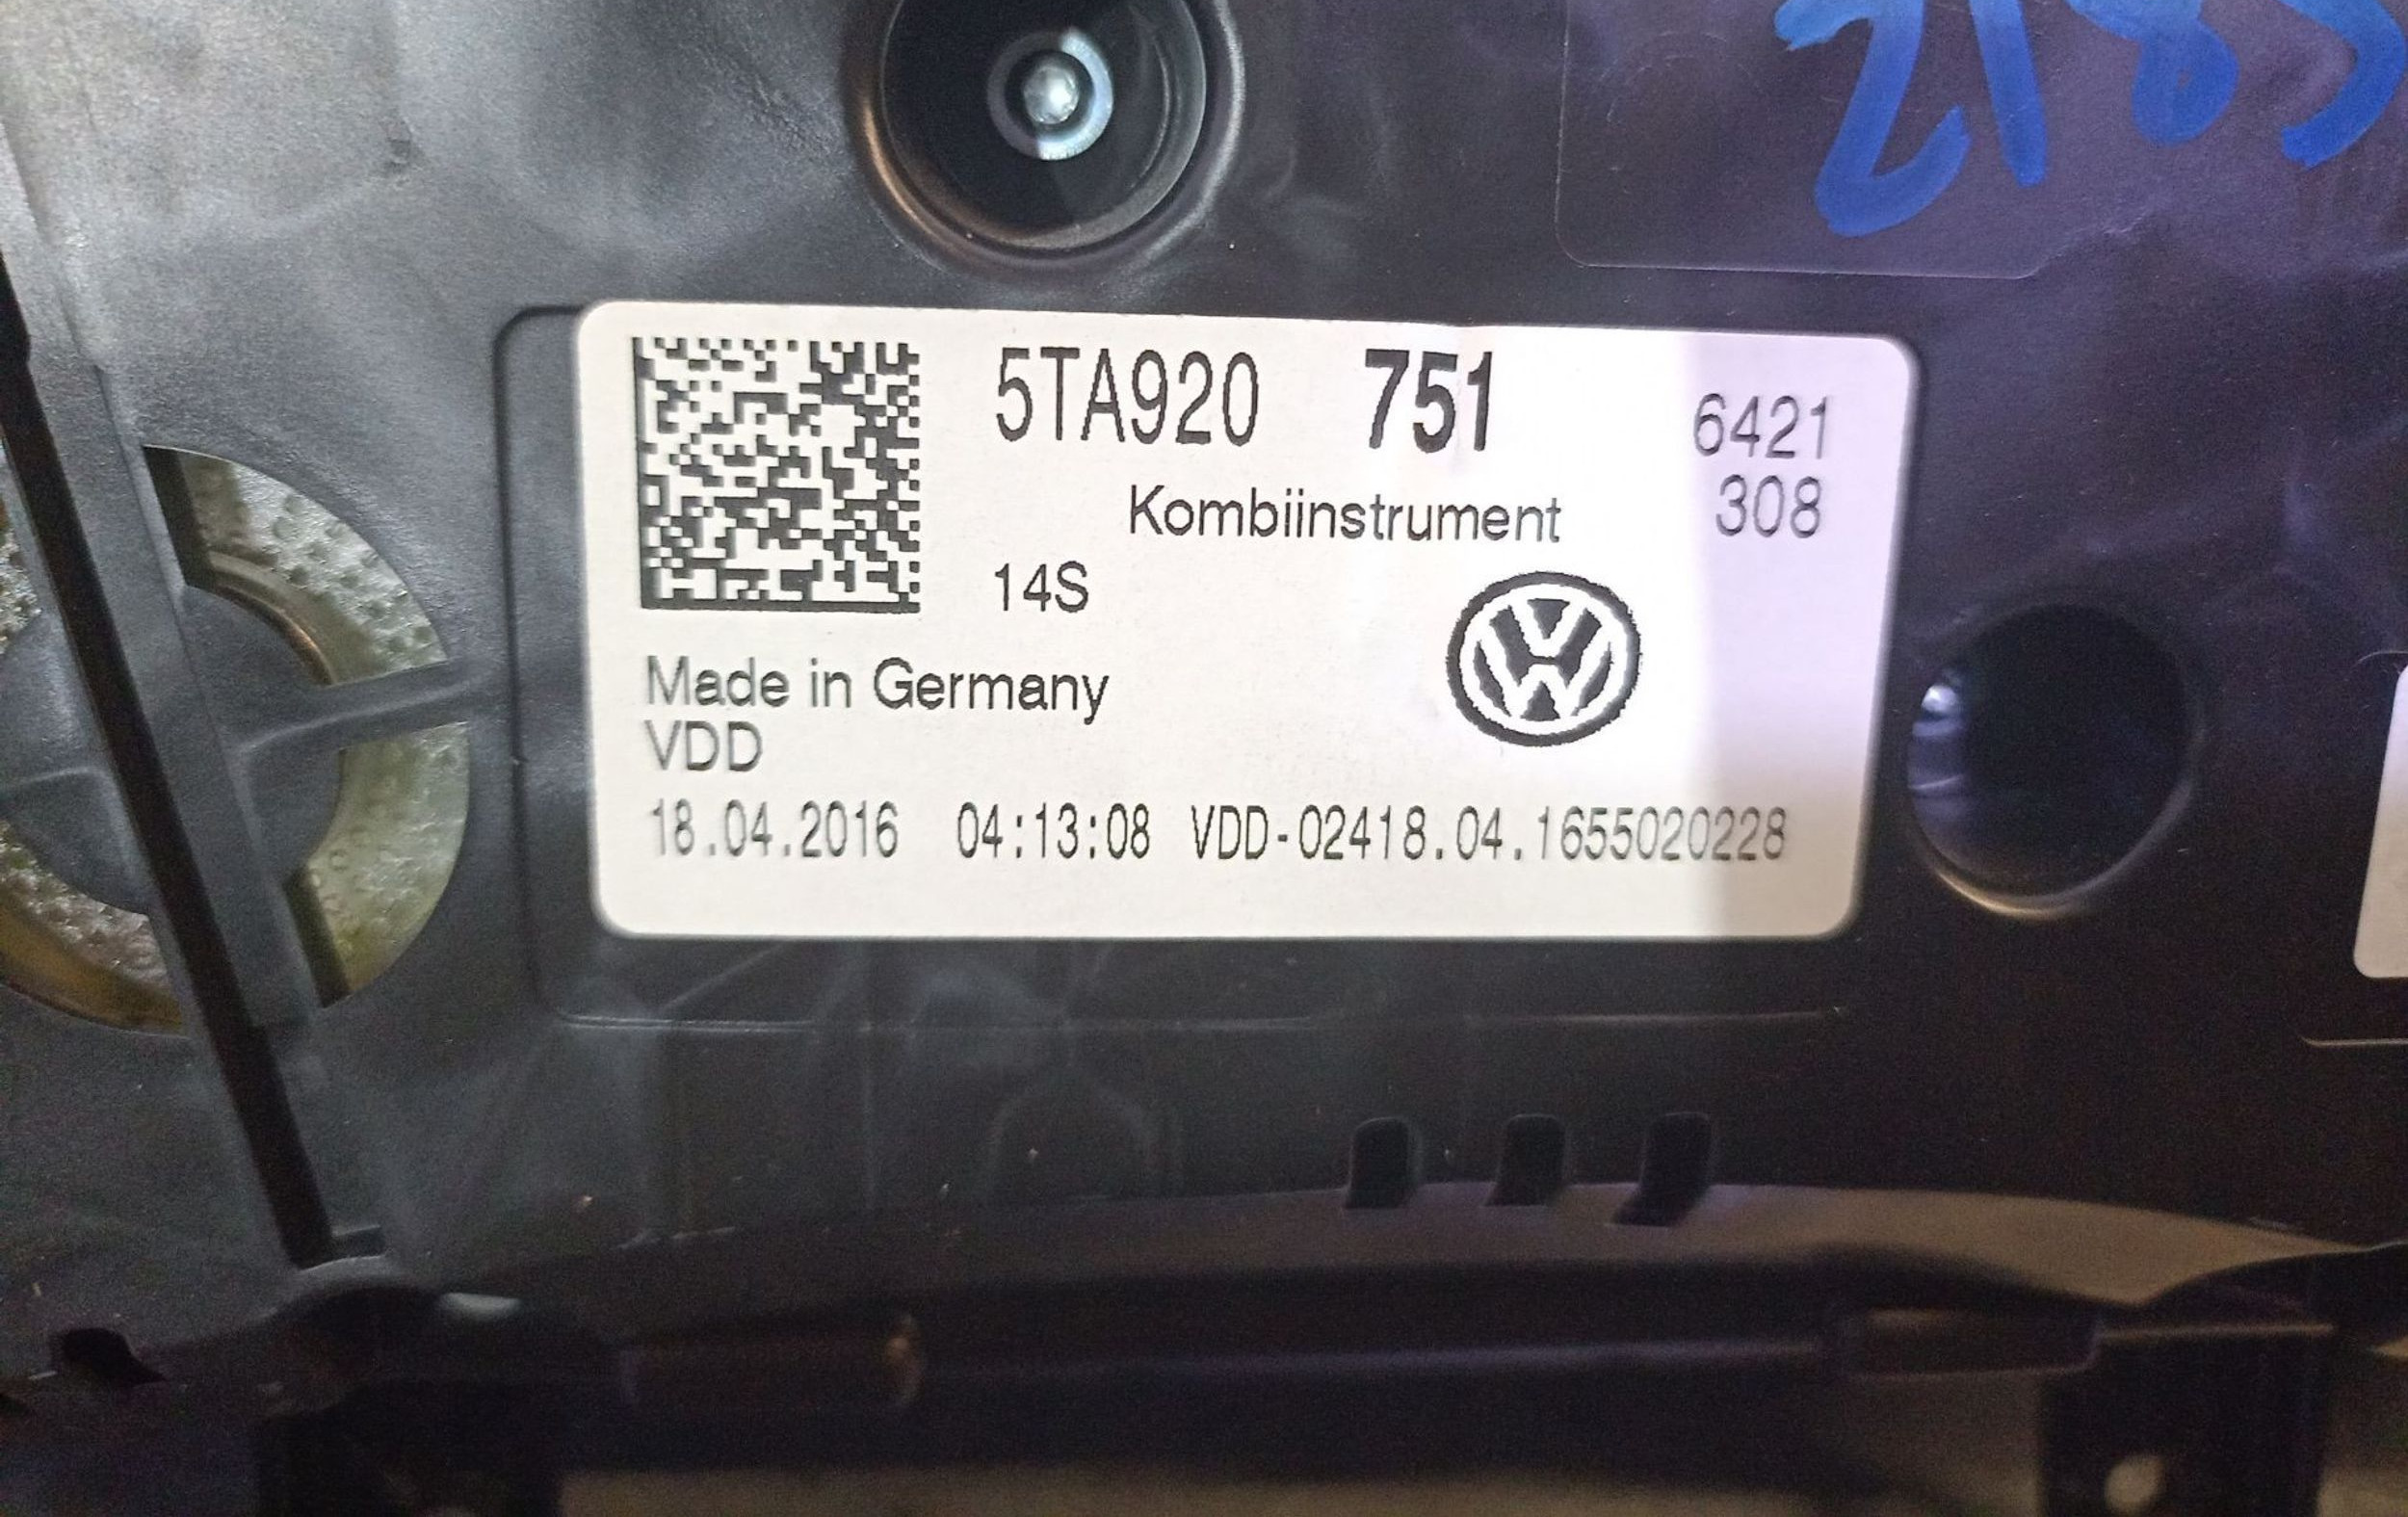 5TA920 751
6421
308
Kombiinstrument
14S
Made in Germany
VDD
18.04.2016 04:13:08 VDD-02418.04.1655020228